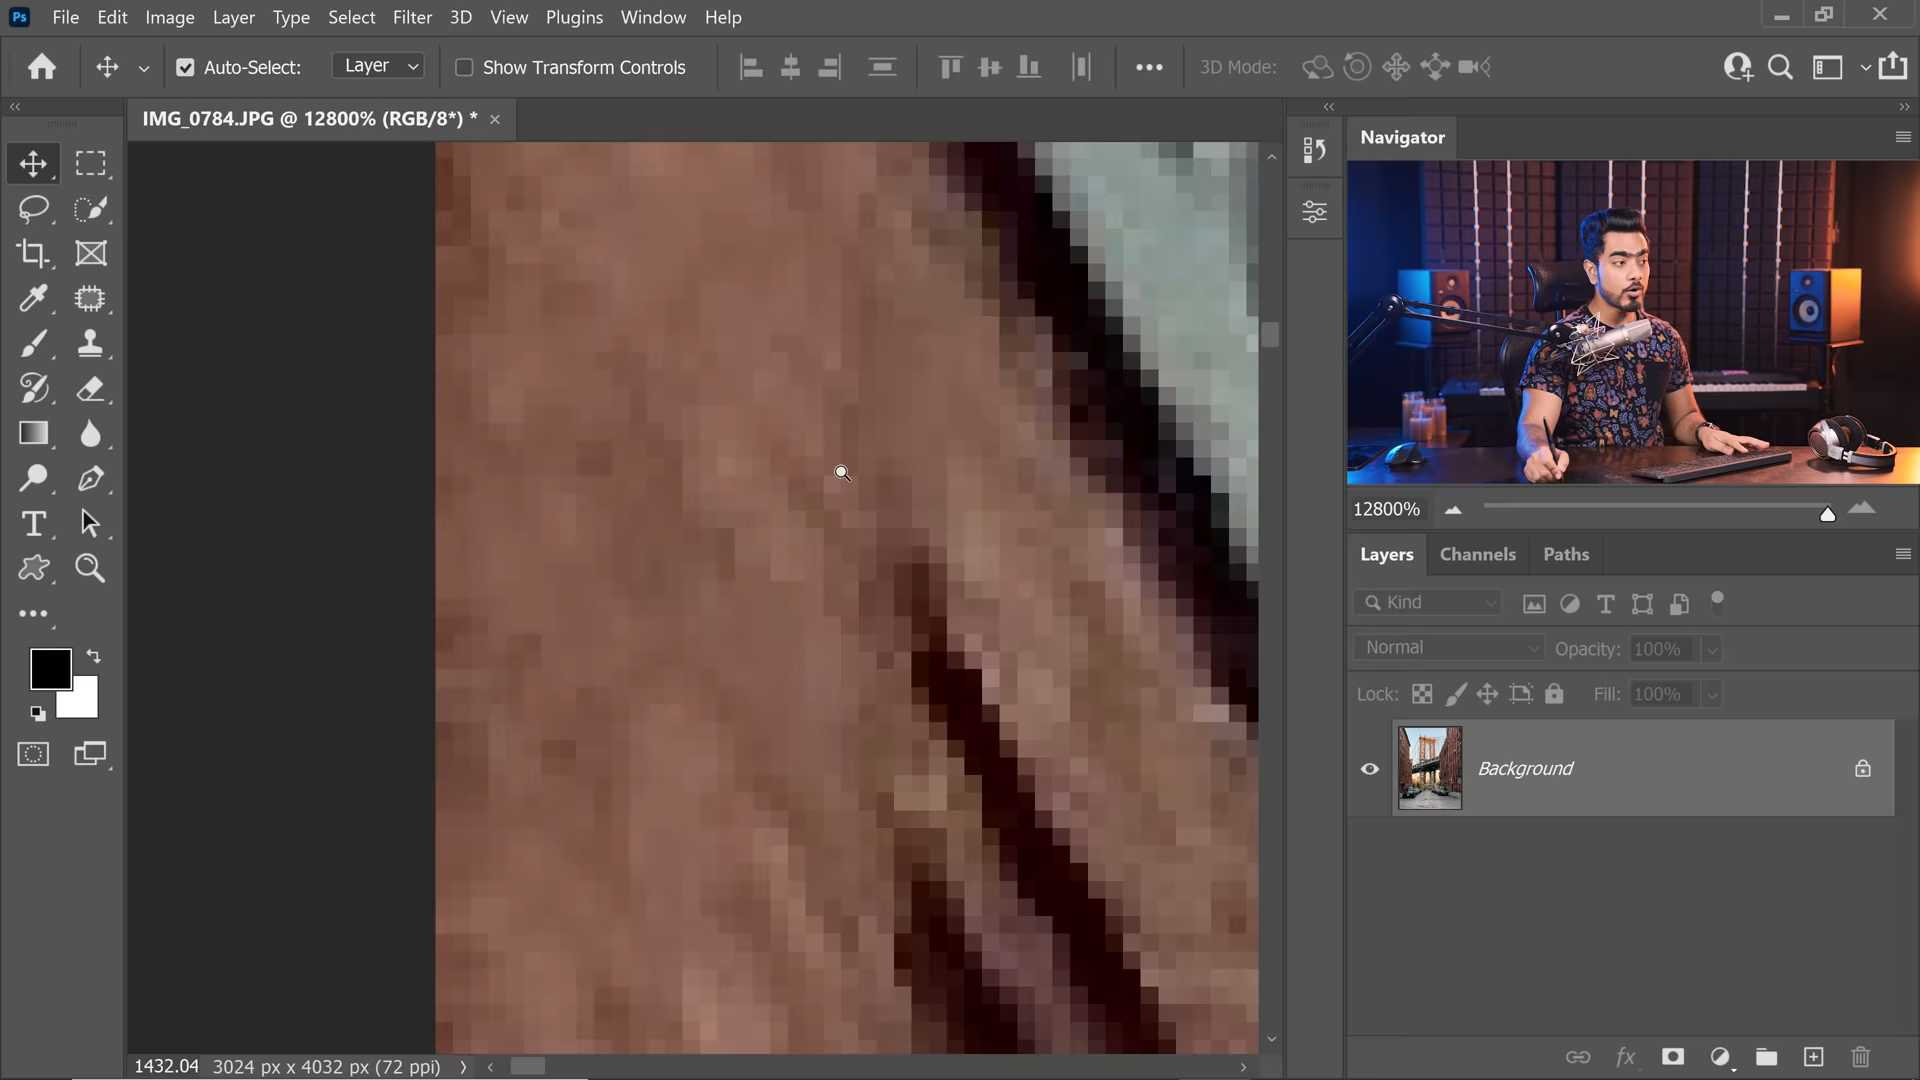 Ps File Edit Image Layer Type Select Filter 3D View Plugins Window Help
Auto-Select: Layer Show Transform Controls 3D Mode:
IMG_0784.JPG @ 12800% (RGB/8*) * ×
Navigator
12800%
Layers Channels Paths
Kind
Normal Opacity: 100%
Lock: Fill: 100%
Background
fx
1432.04 3024 px x 4032 px (72 ppi)